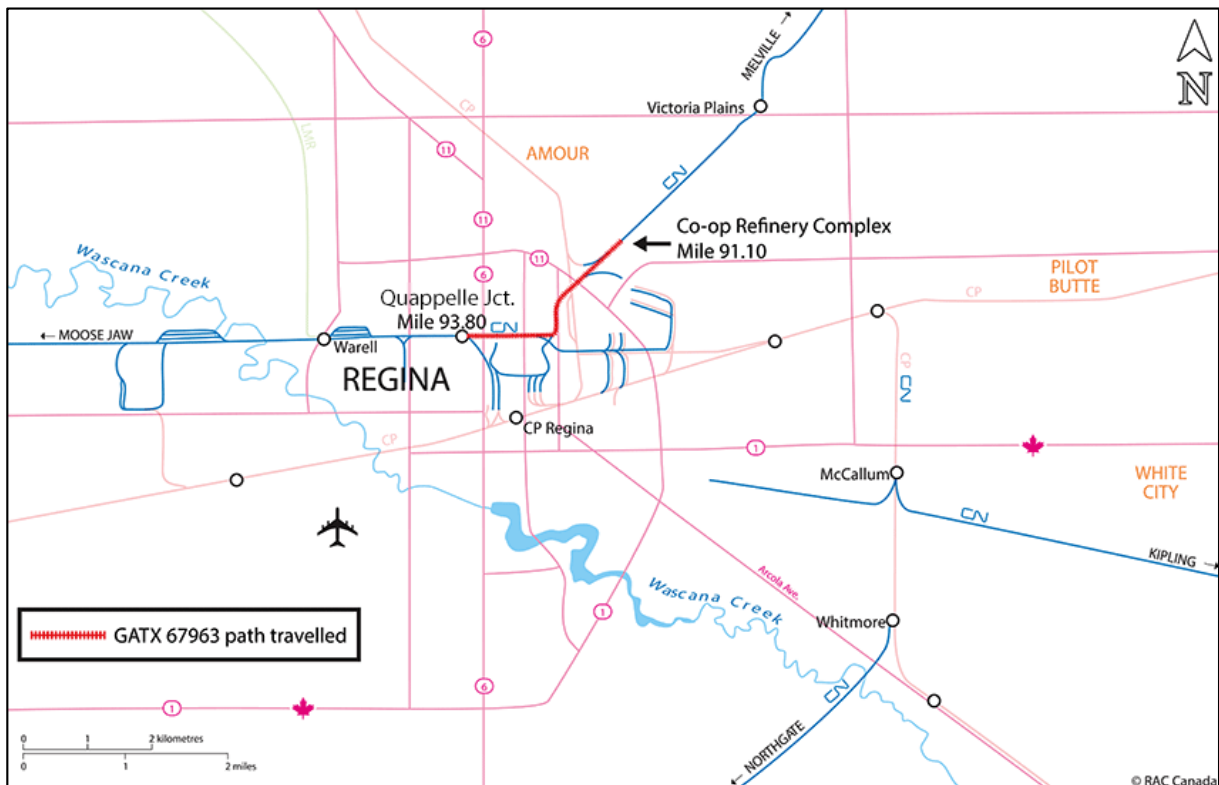 6
MELVILLE
CP
Victoria Plains
LMR
11
AMOUR
CN
11
Co-op Refinery Complex
Mile 91.10
Wascana Creek
11
6
PILOT
BUTTE
Quappelle Jct.
Mile 93.80
CP
CN
MOOSE JAW
Warell
REGINA
CP
CN
CP Regina
CP
1
McCallum
WHITE
CITY
CN
KIPLING
Arcola Ave.
Wascana Creek
1
Whitmore
GATX 67963 path travelled
6
CN
1
NORTHGATE
0 1 2 kilometres
0 1 2 miles
N
© RAC Canada